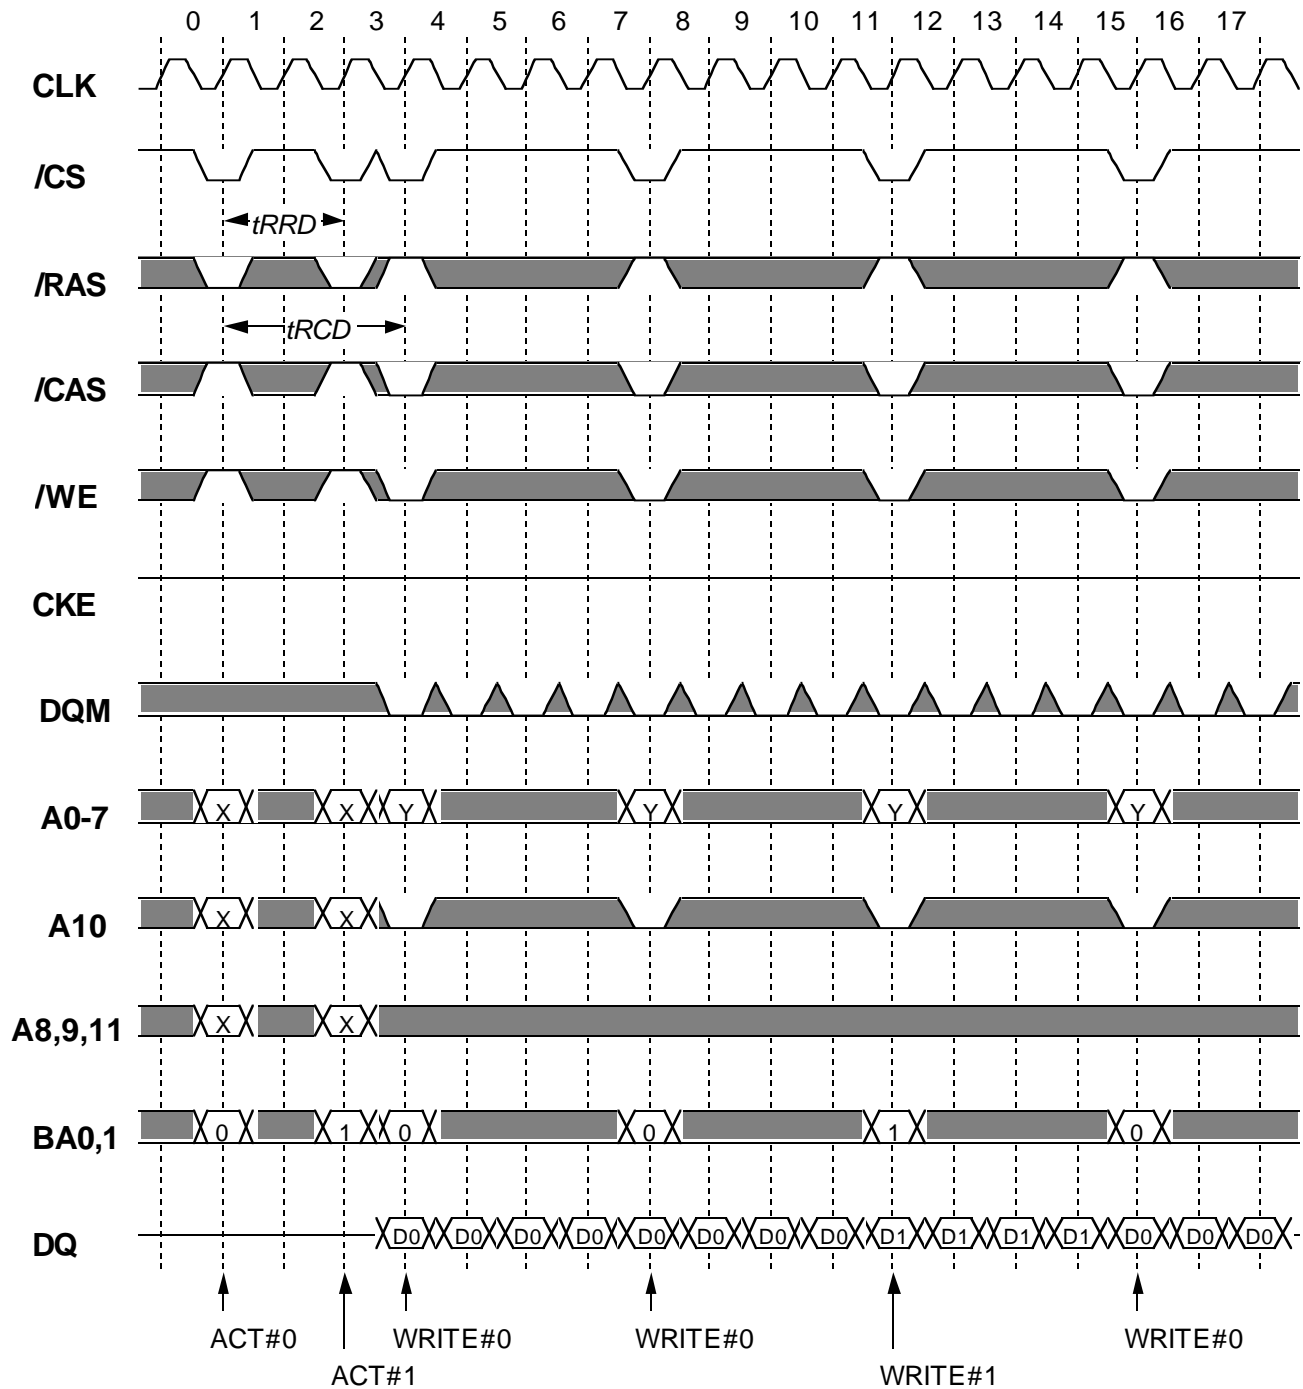 0 1 2 3 4 5 6 7 8 9 10 11 12 13 14 15 16 17
CLK
/CS
tRRD
/RAS
tRCD
/CAS
/WE
CKE
DQM
A0-7 X X Y Y Y Y
A10 X X
A8,9,11 X X
BA0,1 0 1 0 0 1 0
DQ D0 D0 D0 D0 D0 D0 D0 D0 D1 D1 D1 D1 D0 D0 D0
ACT#0 WRITE#0 WRITE#0 WRITE#0
ACT#1 WRITE#1